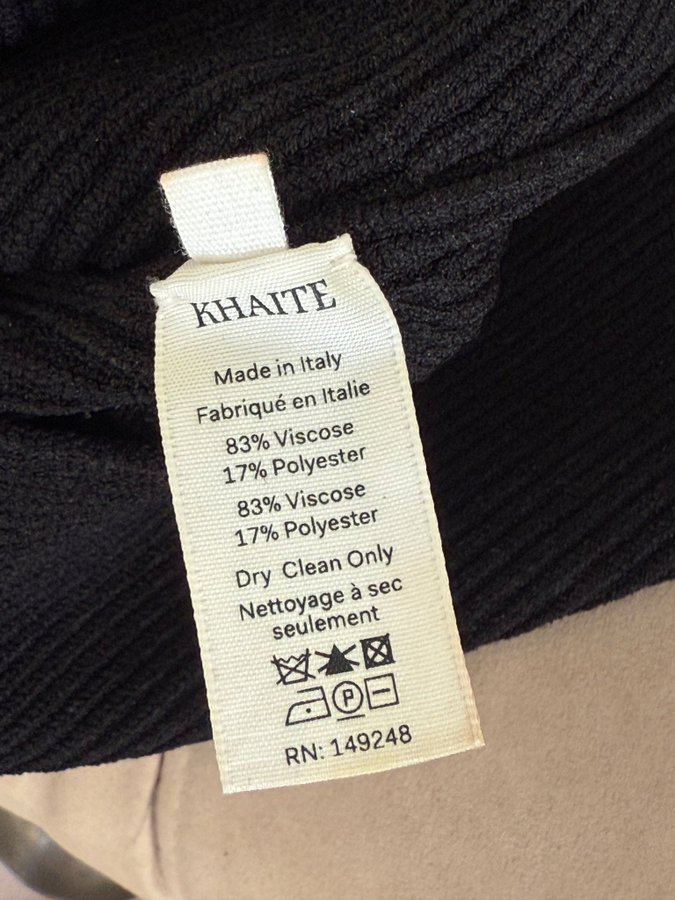 KHAITE
Made in Italy
Fabriqué en Italie
83% Viscose
17% Polyester
83% Viscose
17% Polyester
Dry Clean Only
Nettoyage à sec
seulement
P
RN: 149248